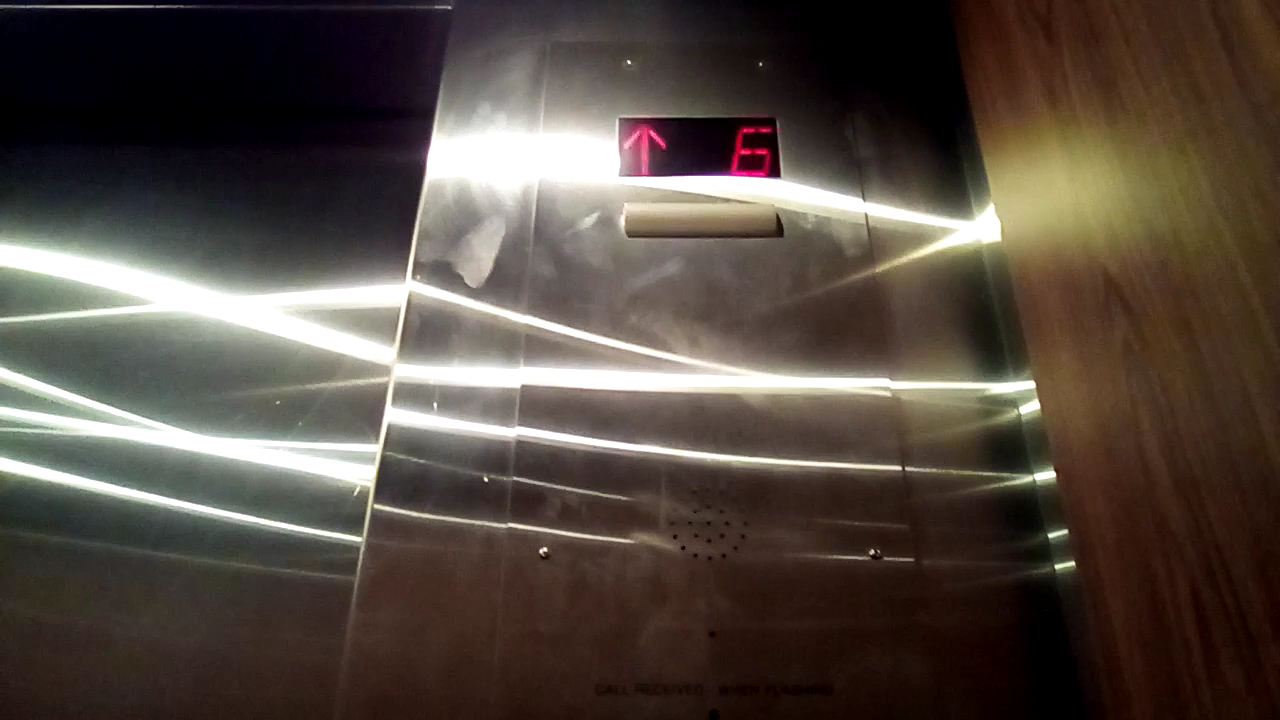 ↑ 6
CALL RECEIVED WHEN FLASHING